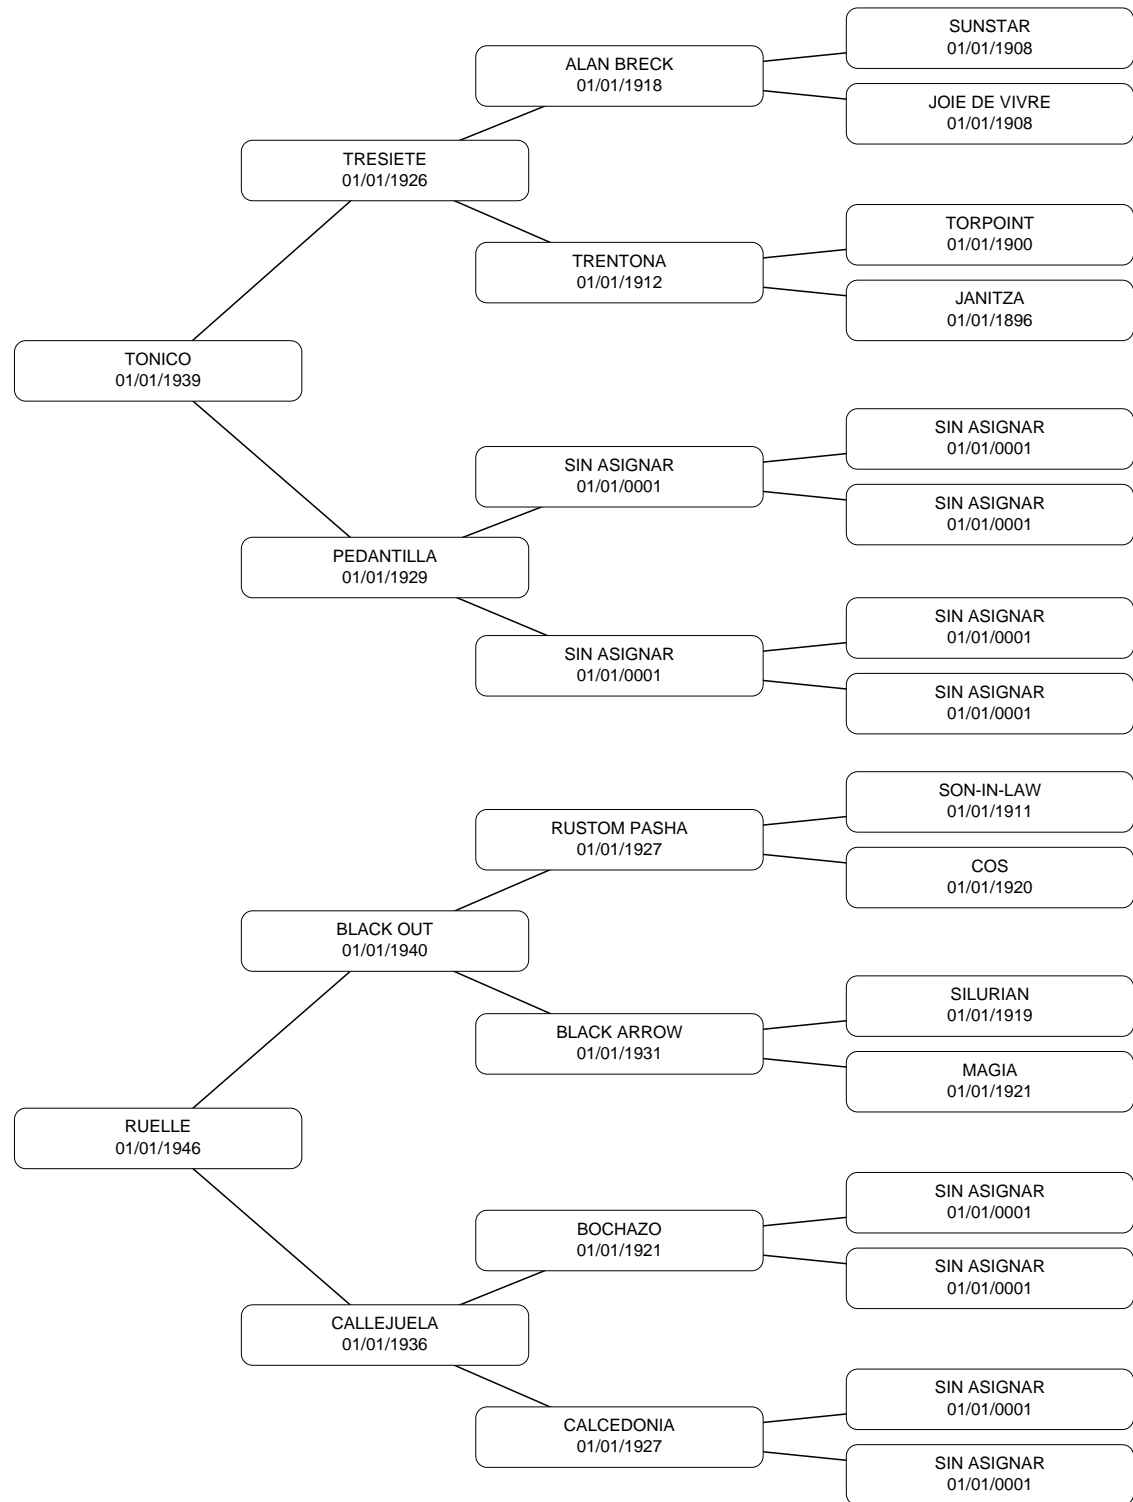 SUNSTAR
01/01/1908
ALAN BRECK
01/01/1918
JOIE DE VIVRE
01/01/1908
TRESIETE
01/01/1926
TORPOINT
01/01/1900
TRENTONA
01/01/1912
JANITZA
01/01/1896
TONICO
01/01/1939
SIN ASIGNAR
01/01/0001
SIN ASIGNAR
01/01/0001
SIN ASIGNAR
01/01/0001
PEDANTILLA
01/01/1929
SIN ASIGNAR
01/01/0001
SIN ASIGNAR
01/01/0001
SIN ASIGNAR
01/01/0001
SON-IN-LAW
01/01/1911
RUSTOM PASHA
01/01/1927
COS
01/01/1920
BLACK OUT
01/01/1940
SILURIAN
01/01/1919
BLACK ARROW
01/01/1931
MAGIA
01/01/1921
RUELLE
01/01/1946
SIN ASIGNAR
01/01/0001
BOCHAZO
01/01/1921
SIN ASIGNAR
01/01/0001
CALLEJUELA
01/01/1936
SIN ASIGNAR
01/01/0001
CALCEDONIA
01/01/1927
SIN ASIGNAR
01/01/0001